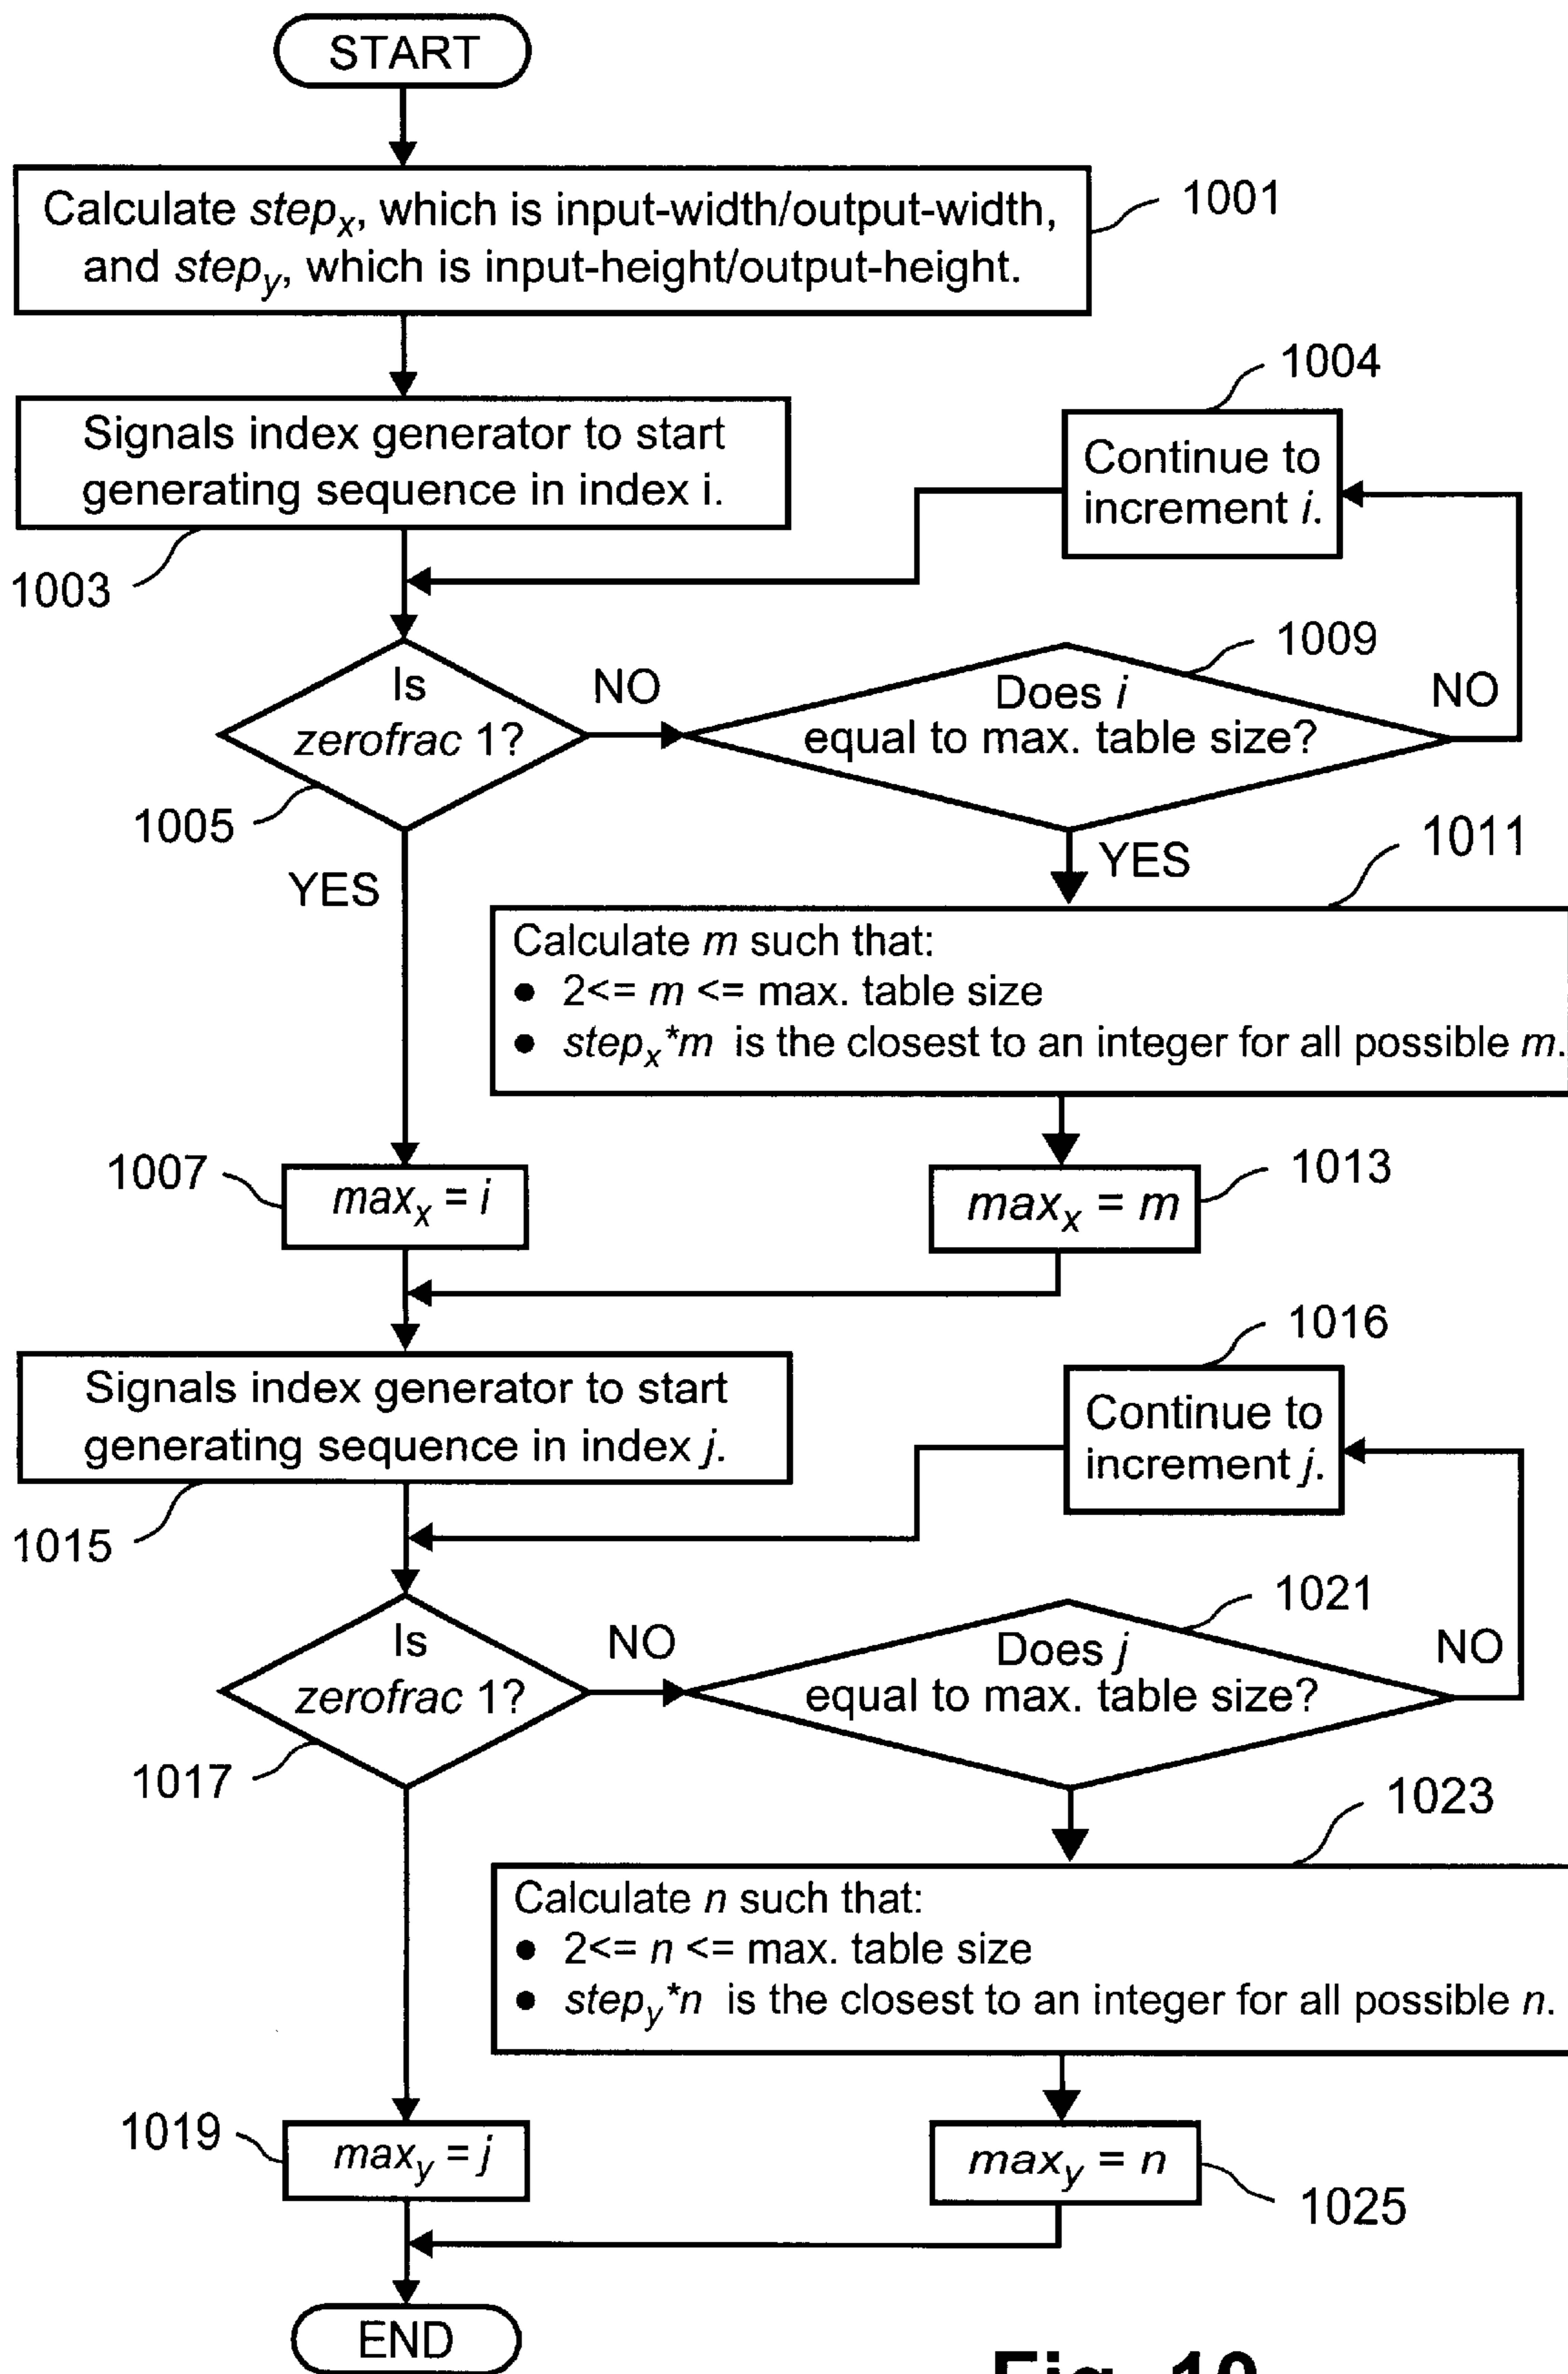 START
Calculate stepx, which is input-width/output-width,
and stepy, which is input-height/output-height.
1001
1004
Signals index generator to start
generating sequence in index i.
Continue to
increment i.
1003
1009
Is
zerofrac 1?
NO
Does i
equal to max. table size?
NO
1005
YES
YES
1011
Calculate m such that:
● 2<= m <= max. table size
● stepx*m is the closest to an integer for all possible m.
1007
maxx = i
maxx = m
1013
1016
Signals index generator to start
generating sequence in index j.
Continue to
increment j.
1015
1021
Is
zerofrac 1?
NO
Does j
equal to max. table size?
NO
1017
1023
Calculate n such that:
● 2<= n <= max. table size
● stepy*n is the closest to an integer for all possible n.
1019
maxy = j
maxy = n
1025
END
Fig. 10